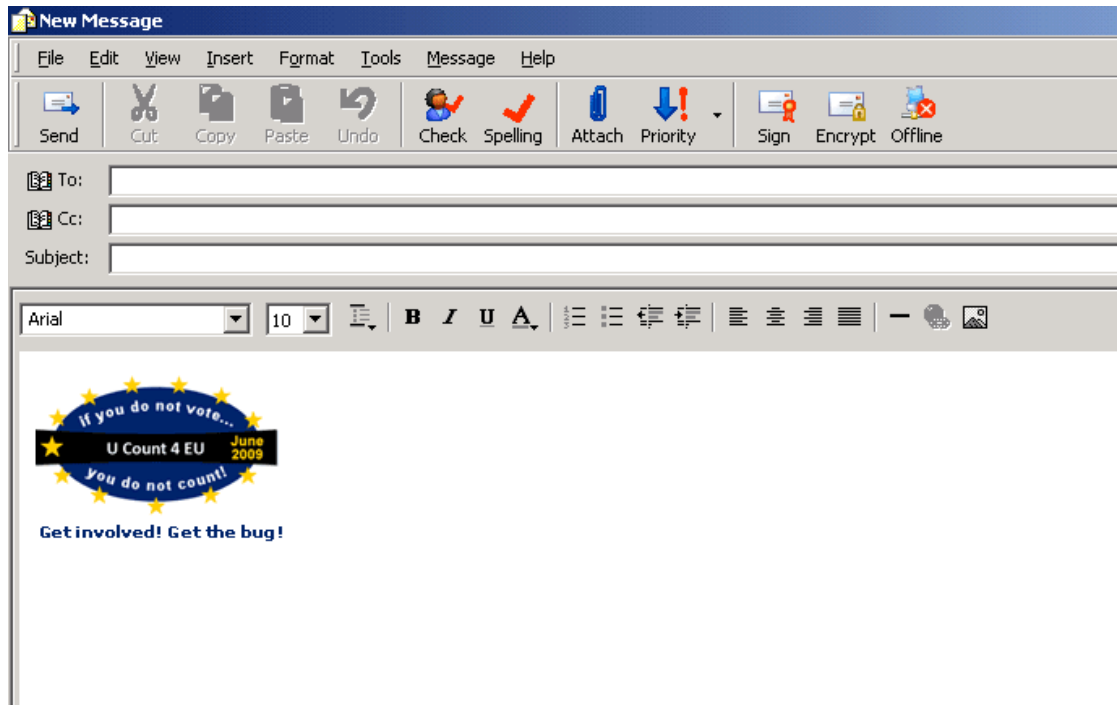 New Message
File Edit View Insert Format Tools Message Help
Send Cut Copy Paste Undo Check Spelling Attach Priority Sign Encrypt Offline
To:
Cc:
Subject:
Arial 10 B I U A
if you do not vote...
U Count 4 EU June 2009
you do not count!
Get involved! Get the bug!